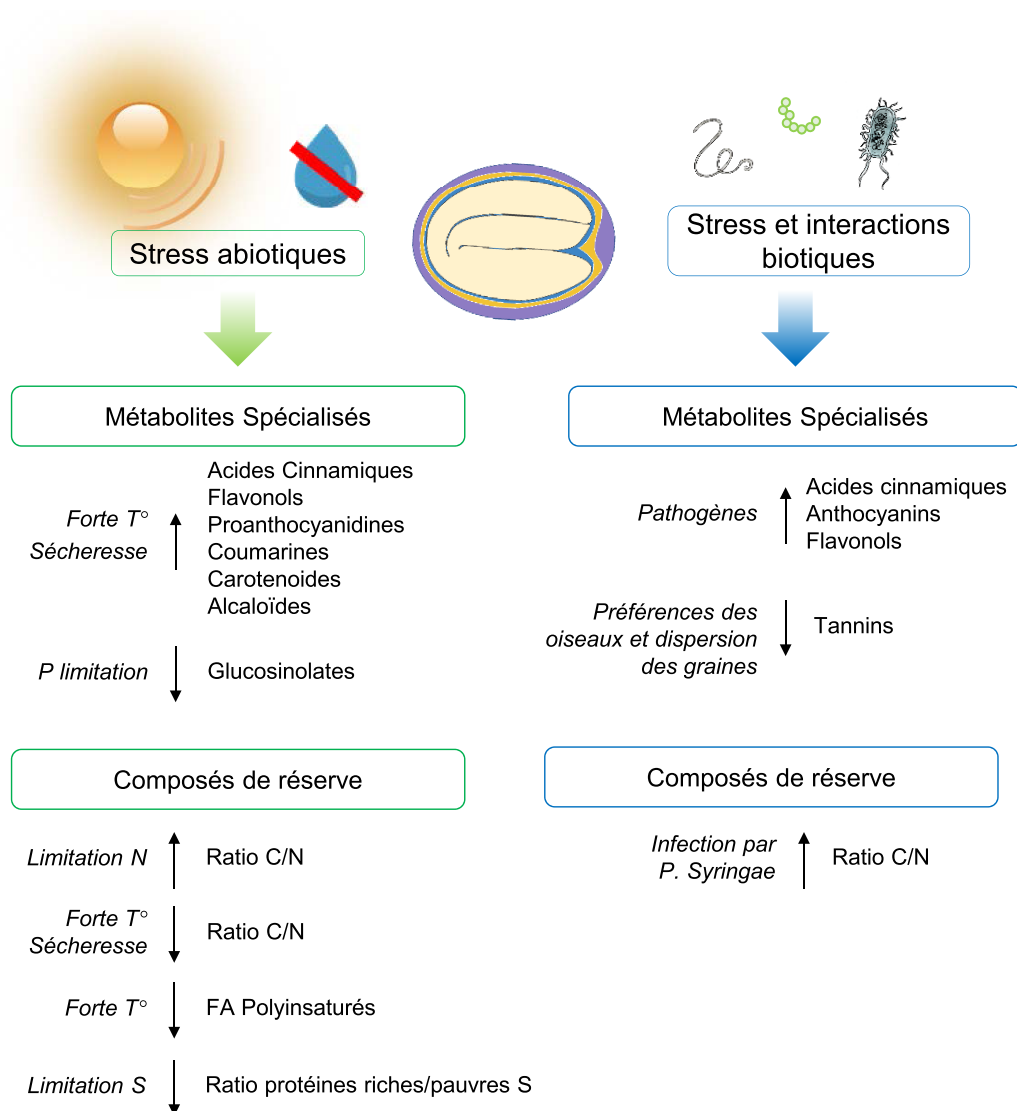 Stress abiotiques
Stress et interactions
biotiques
Métabolites Spécialisés
Forte T°
Sécheresse
Acides Cinnamiques
Flavonols
Proanthocyanidines
Coumarines
Carotenoides
Alcaloïdes
P limitation
Glucosinolates
Métabolites Spécialisés
Pathogènes
Acides cinnamiques
Anthocyanins
Flavonols
Préférences des
oiseaux et dispersion
des graines
Tannins
Composés de réserve
Limitation N
Ratio C/N
Forte T°
Sécheresse
Ratio C/N
Forte T°
FA Polyinsaturés
Limitation S
Ratio protéines riches/pauvres S
Composés de réserve
Infection par
P. Syringae
Ratio C/N